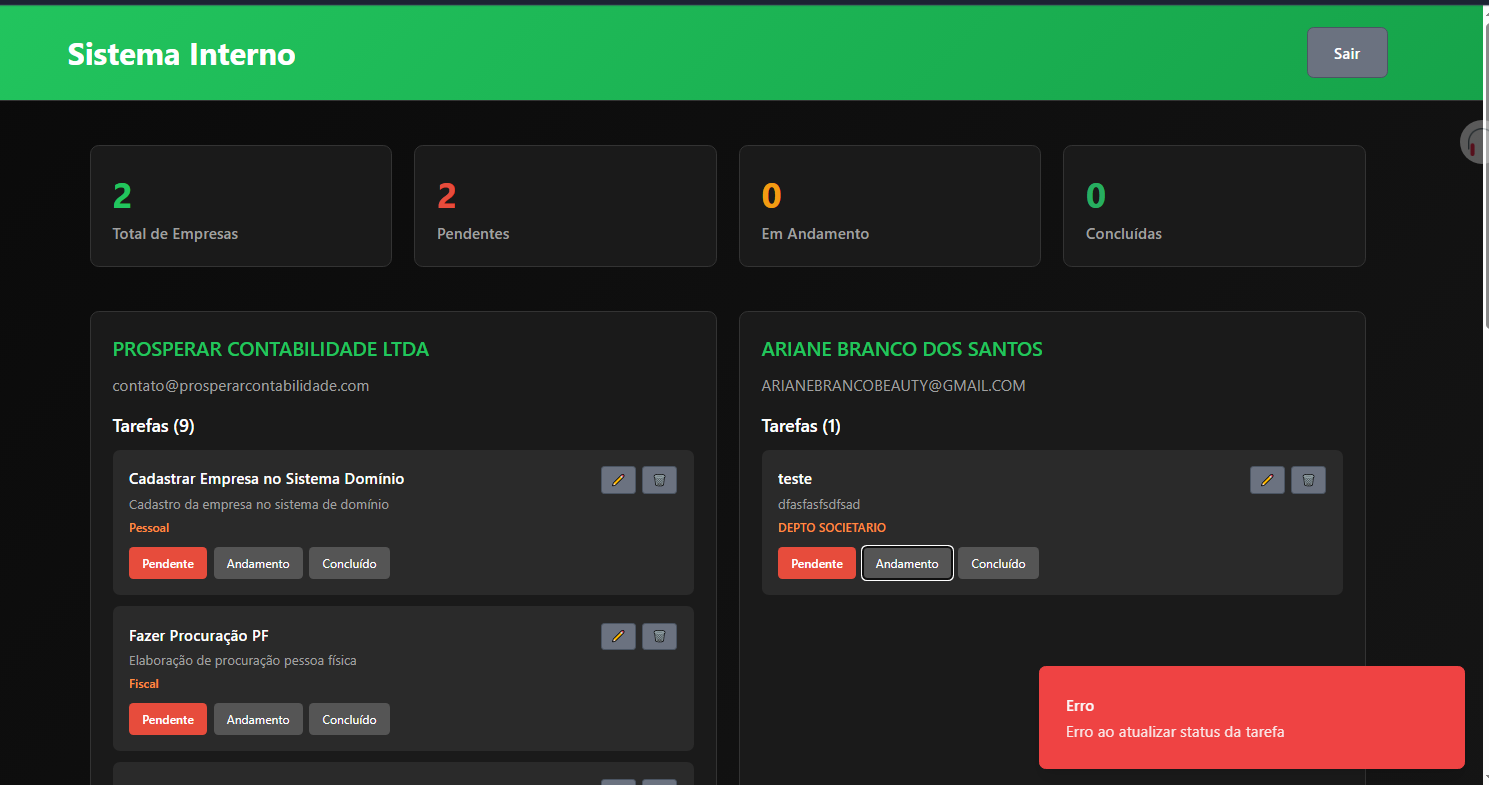 Sistema Interno
Sair
2
Total de Empresas
2
Pendentes
0
Em Andamento
0
Concluídas
PROSPERAR CONTABILIDADE LTDA
contato@prosperarcontabilidade.com
Tarefas (9)
Cadastrar Empresa no Sistema Domínio
Cadastro da empresa no sistema de domínio
Pessoal
Pendente Andamento Concluído
Fazer Procuração PF
Elaboração de procuração pessoa física
Fiscal
Pendente Andamento Concluído
ARIANE BRANCO DOS SANTOS
ARIANEBRANCOBEAUTY@GMAIL.COM
Tarefas (1)
teste
dfasfasfsdfsad
DEPTO SOCIETARIO
Pendente Andamento Concluído
Erro
Erro ao atualizar status da tarefa